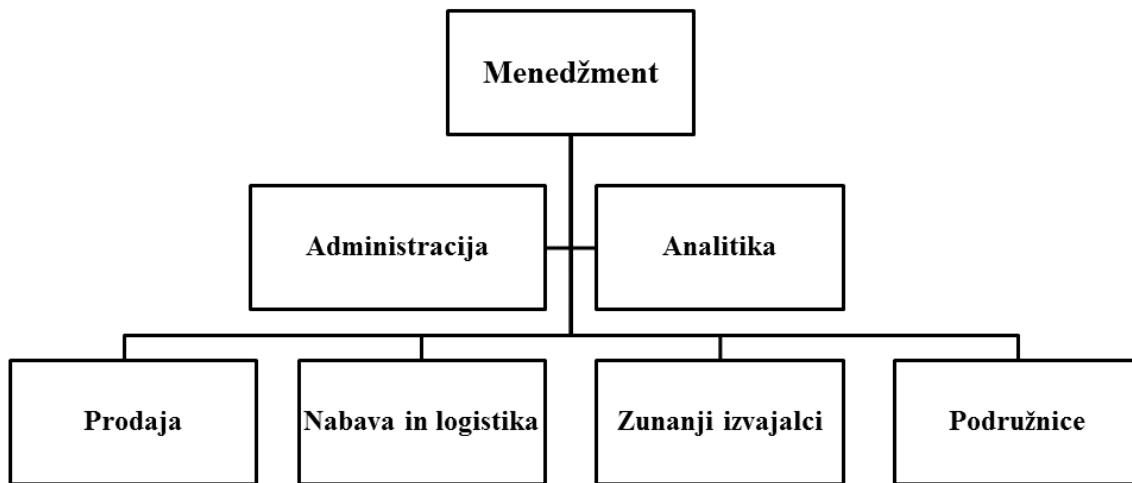 Menedžment
Administracija
Analitika
Prodaja
Nabava in logistika
Zunanji izvajalci
Podružnice